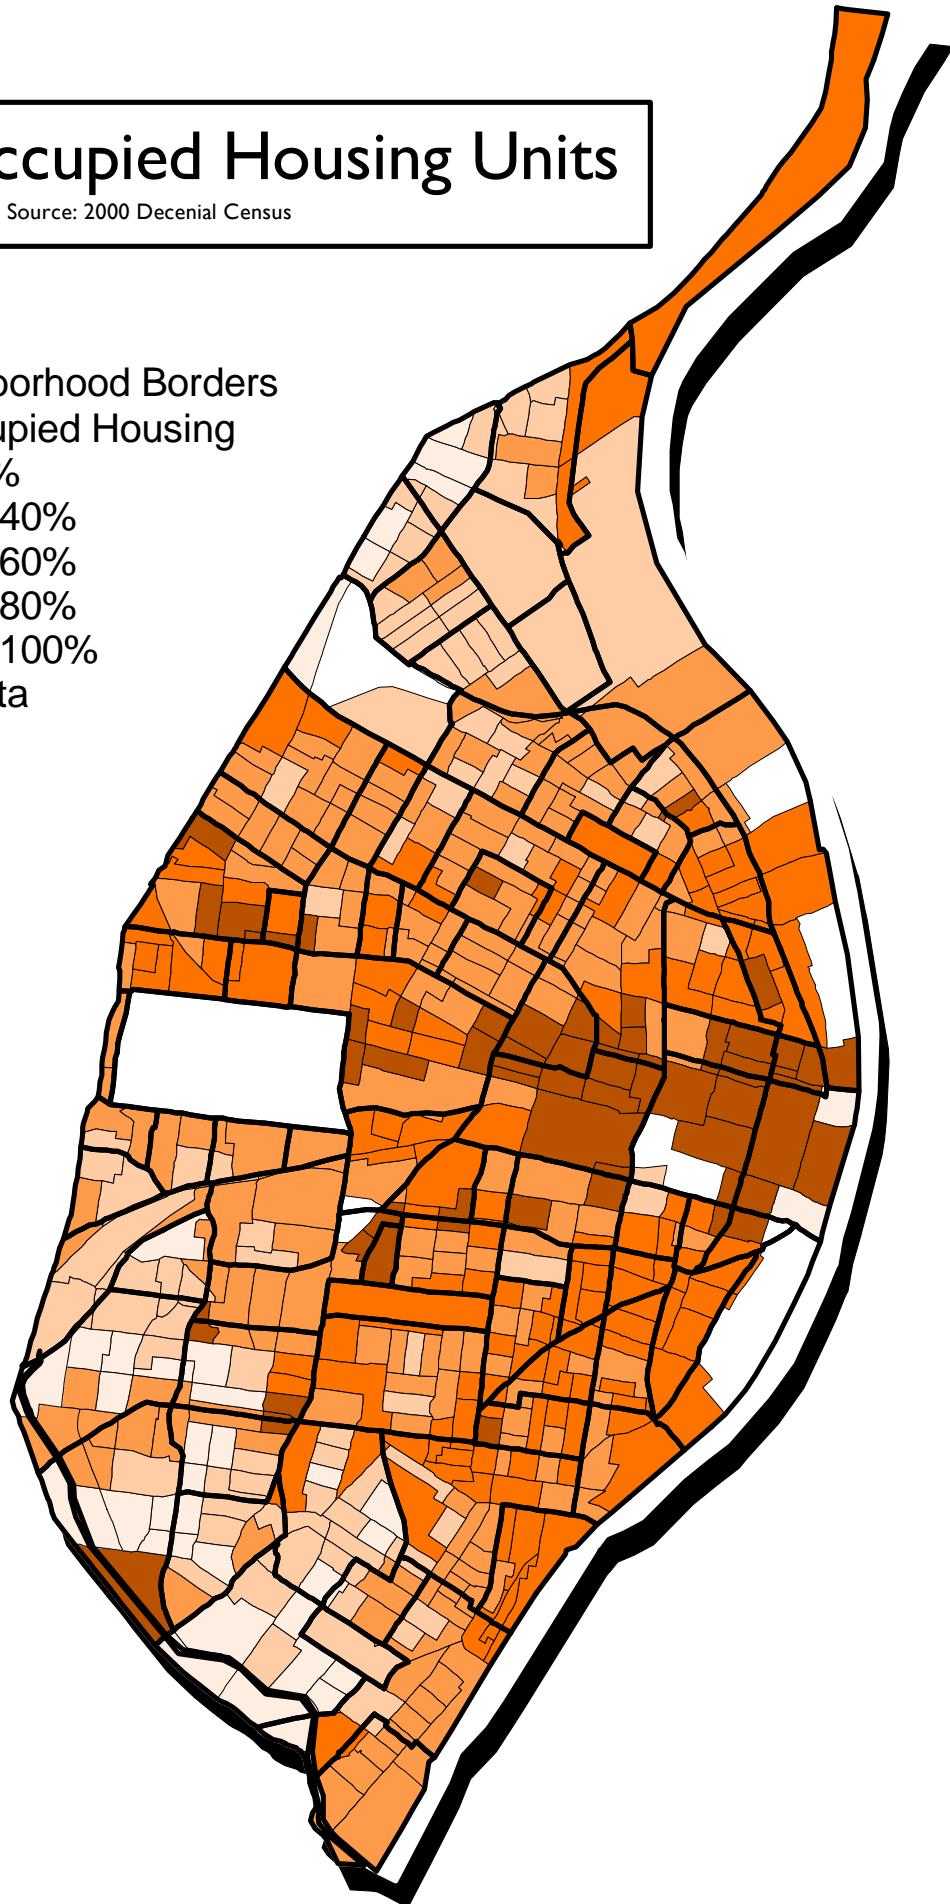 ccupied Housing Units
Source: 2000 Decenial Census
oorhood Borders
upied Housing
%
40%
60%
80%
100%
ta